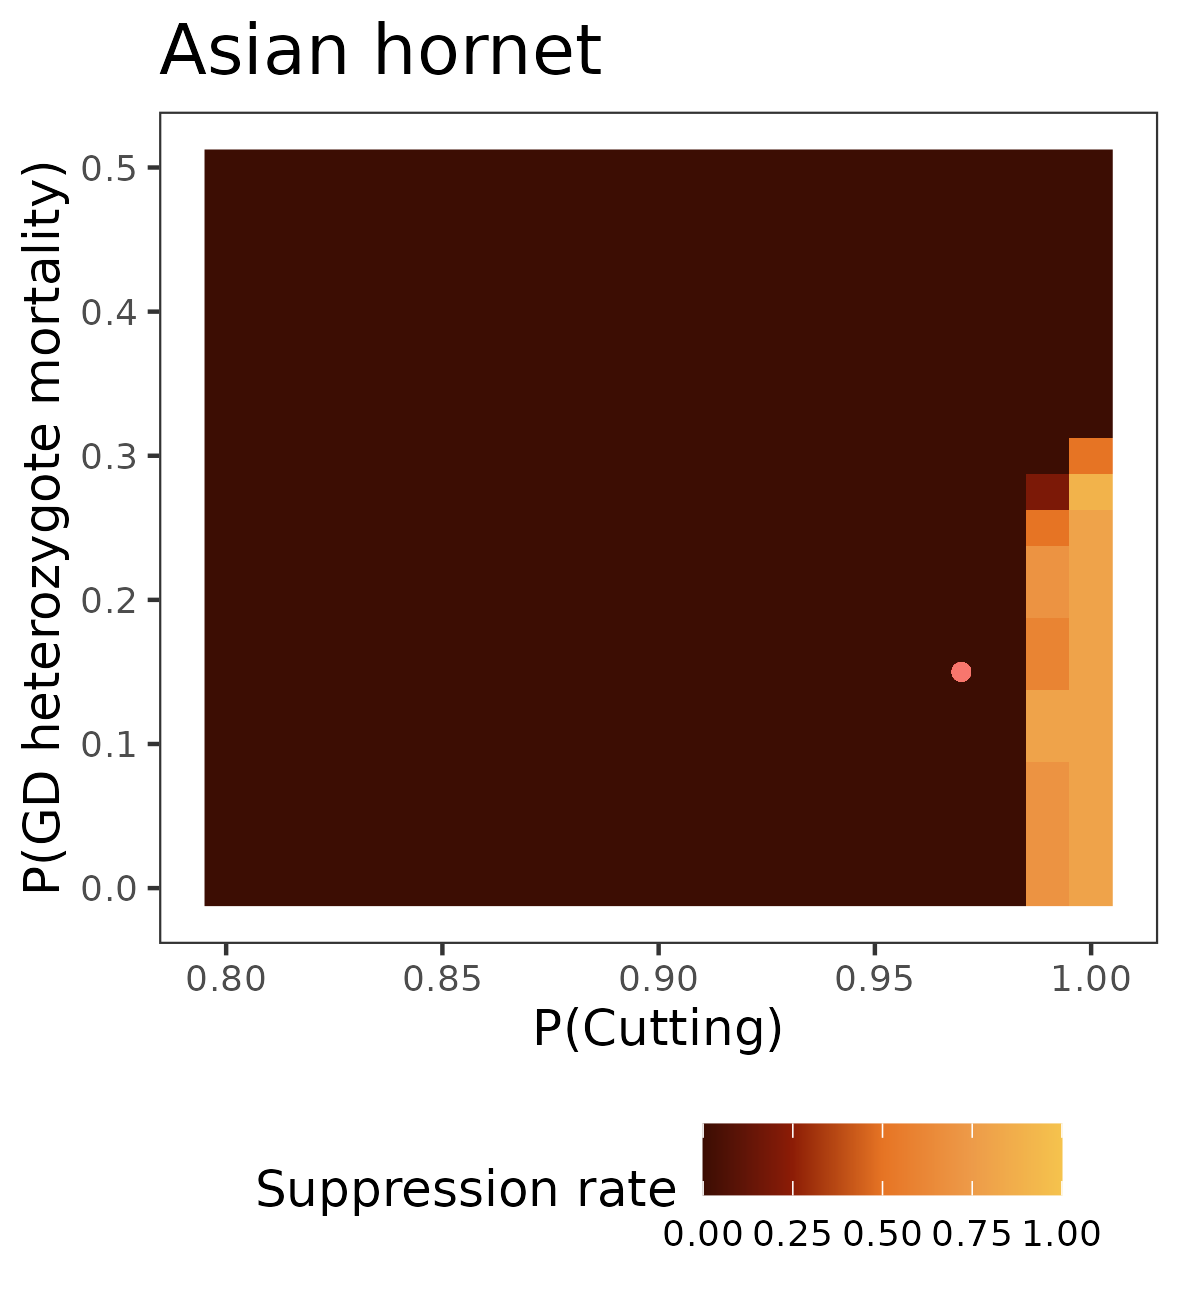 Asian hornet
P(GD heterozygote mortality)
0.5
0.4
0.3
0.2
0.1
0.0
0.80 0.85 0.90 0.95 1.00
P(Cutting)
Suppression rate
0.00 0.25 0.50 0.75 1.00